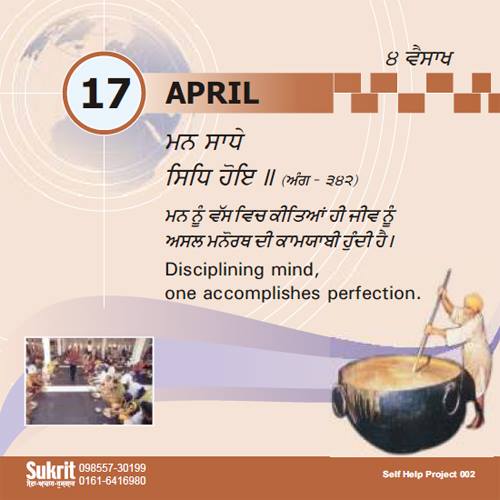 ੪ ਵੈਸਾਖ
17 APRIL
ਮਨ ਸਾਧੇ
ਸਿਧਿ ਹੋਇ ॥ (ਅੰਗ - ੩੪੨)
ਮਨ ਨੂੰ ਵੱਸ ਵਿਚ ਕੀਤਿਆਂ ਹੀ ਜੀਵ ਨੂੰ
ਅਸਲ ਮਨੋਰਥ ਦੀ ਕਾਮਯਾਬੀ ਹੁੰਦੀ ਹੈ।
Disciplining mind,
one accomplishes perfection.
Sukrit 098557-30199
0161-6416980
Self Help Project 002